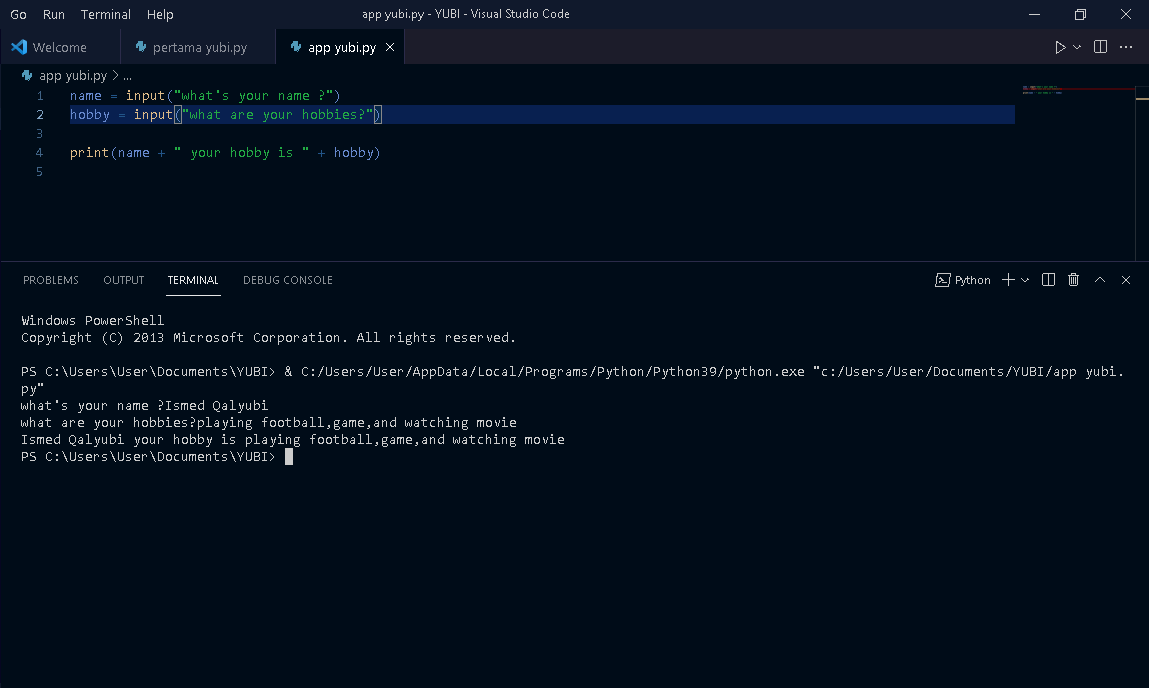 Go Run Terminal Help app yubi.py - YUBI - Visual Studio Code
Welcome pertama yubi.py app yubi.py
app yubi.py > ...
1 name = input("what's your name ?")
2 hobby = input("what are your hobbies?")
3
4 print(name + " your hobby is " + hobby)
5
PROBLEMS OUTPUT TERMINAL DEBUG CONSOLE Python
Windows PowerShell
Copyright (C) 2013 Microsoft Corporation. All rights reserved.
PS C:\Users\User\Documents\YUBI> & C:/Users/User/AppData/Local/Programs/Python/Python39/python.exe "c:/Users/User/Documents/YUBI/app yubi.
py"
what's your name ?Ismed Qalyubi
what are your hobbies?playing football,game,and watching movie
Ismed Qalyubi your hobby is playing football,game,and watching movie
PS C:\Users\User\Documents\YUBI>